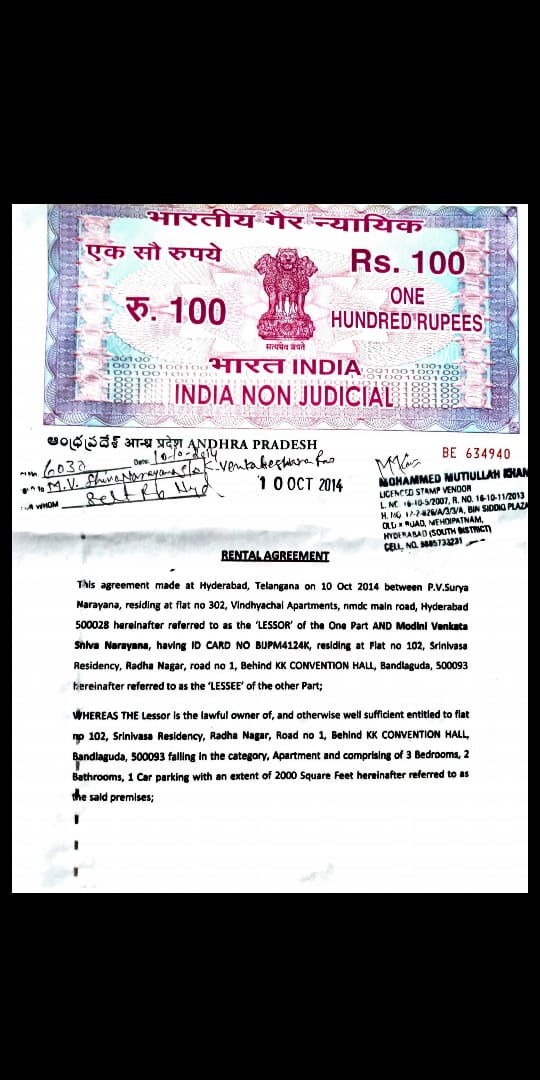 भारतीय गैर न्यायिक
एक सौ रुपये
Rs. 100
रु. 100
ONE
HUNDRED RUPEES
सत्यमेव जयते
भारत INDIA
INDIA NON JUDICIAL
ఆంధ్రప్రదేశ్ आन्ध्र प्रदेश ANDHRA PRADESH
BE 634940
6032 Date 10-10-2014
M.V. Shiva Narayana S/o K. Venkateshwara Rao
Self R/o Hyd
WHOM
10 OCT 2014
MOHAMMED MUTIULLAH KHAN
LICENCED STAMP VENDOR
L. NO. 16-10-5/2007, R. NO. 16-10-11/2013
H. NO. 12-2-826/A/3/3/A, BIN SIDDIQ PLAZA
OLD X ROAD, MEHDIPATNAM,
HYDERABAD (SOUTH DISTRICT)
CELL. NO. 9885733231
RENTAL AGREEMENT
This agreement made at Hyderabad, Telangana on 10 Oct 2014 between P.V.Surya
Narayana, residing at flat no 302, Vindhyachal Apartments, nmdc main road, Hyderabad
500028 hereinafter referred to as the ‘LESSOR’ of the One Part AND Modini Venkata
Shiva Narayana, having ID CARD NO BIJPM4124K, residing at Flat no 102, Srinivasa
Residency, Radha Nagar, road no 1, Behind KK CONVENTION HALL, Bandlaguda, 500093
hereinafter referred to as the ‘LESSEE’ of the other Part;
WHEREAS THE Lessor is the lawful owner of, and otherwise well sufficient entitled to flat
no 102, Srinivasa Residency, Radha Nagar, Road no 1, Behind KK CONVENTION HALL,
Bandlaguda, 500093 falling in the category, Apartment and comprising of 3 Bedrooms, 2
Bathrooms, 1 Car parking with an extent of 2000 Square Feet hereinafter referred to as
the said premises;